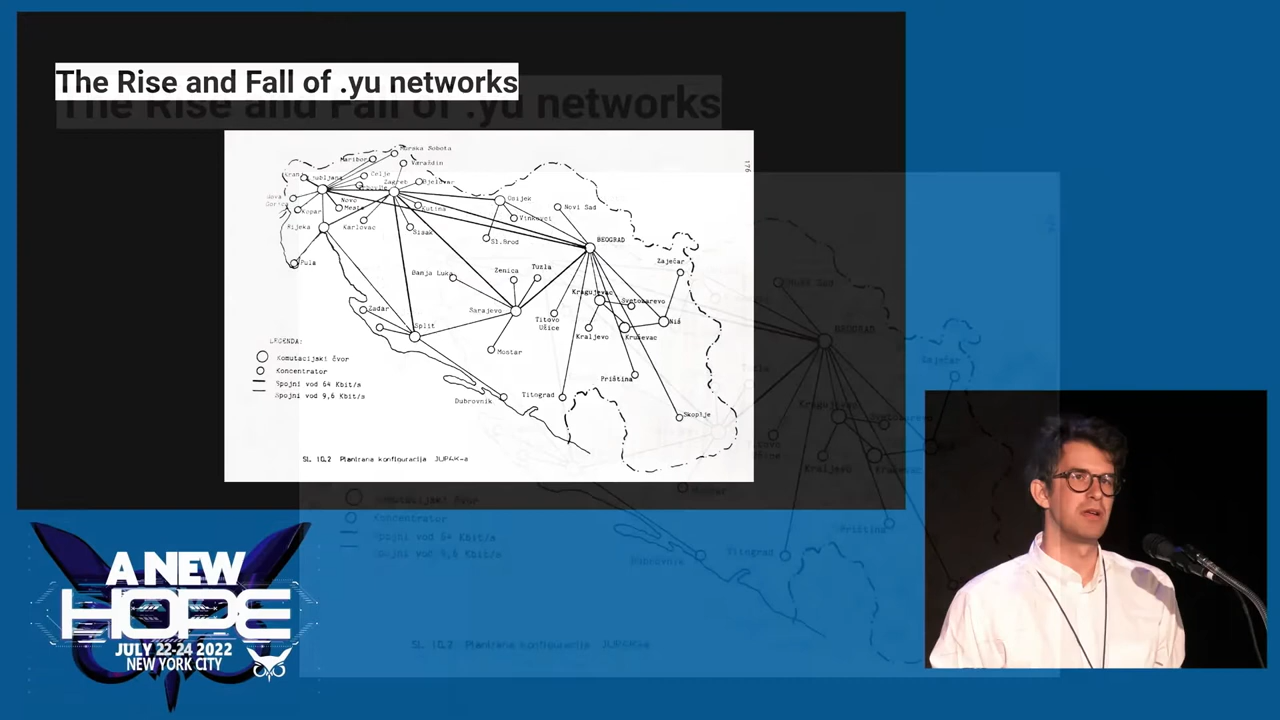 The Rise and Fall of .yu networks
176
Murska Sobota
Maribor
Varaždin
Celje
Kranj
Ljubljana
Zagreb
Bjelovar
Nova
Gorica
Novo
Mesto
Kutina
Osijek
Novi Sad
Kopar
Vinkovci
Rijeka
Karlovac
Sisak
Sl.Brod
BEOGRAD
Pula
Zaječar
Banja Luka
Zenica
Tuzla
Kragujevac
Svetozarevo
Zadar
Sarajevo
Titovo
Užice
Niš
Split
Kraljevo
Kruševac
Mostar
LEGENDA:
Komutacijski čvor
Koncentrator
Spojni vod 64 Kbit/s
Spojni vod 9,6 Kbit/s
Priština
Dubrovnik
Titograd
Skoplje
SL 10.2 Planirana konfiguracija JUPAK-a
A NEW
HOPE
JULY 22-24 2022
NEW YORK CITY